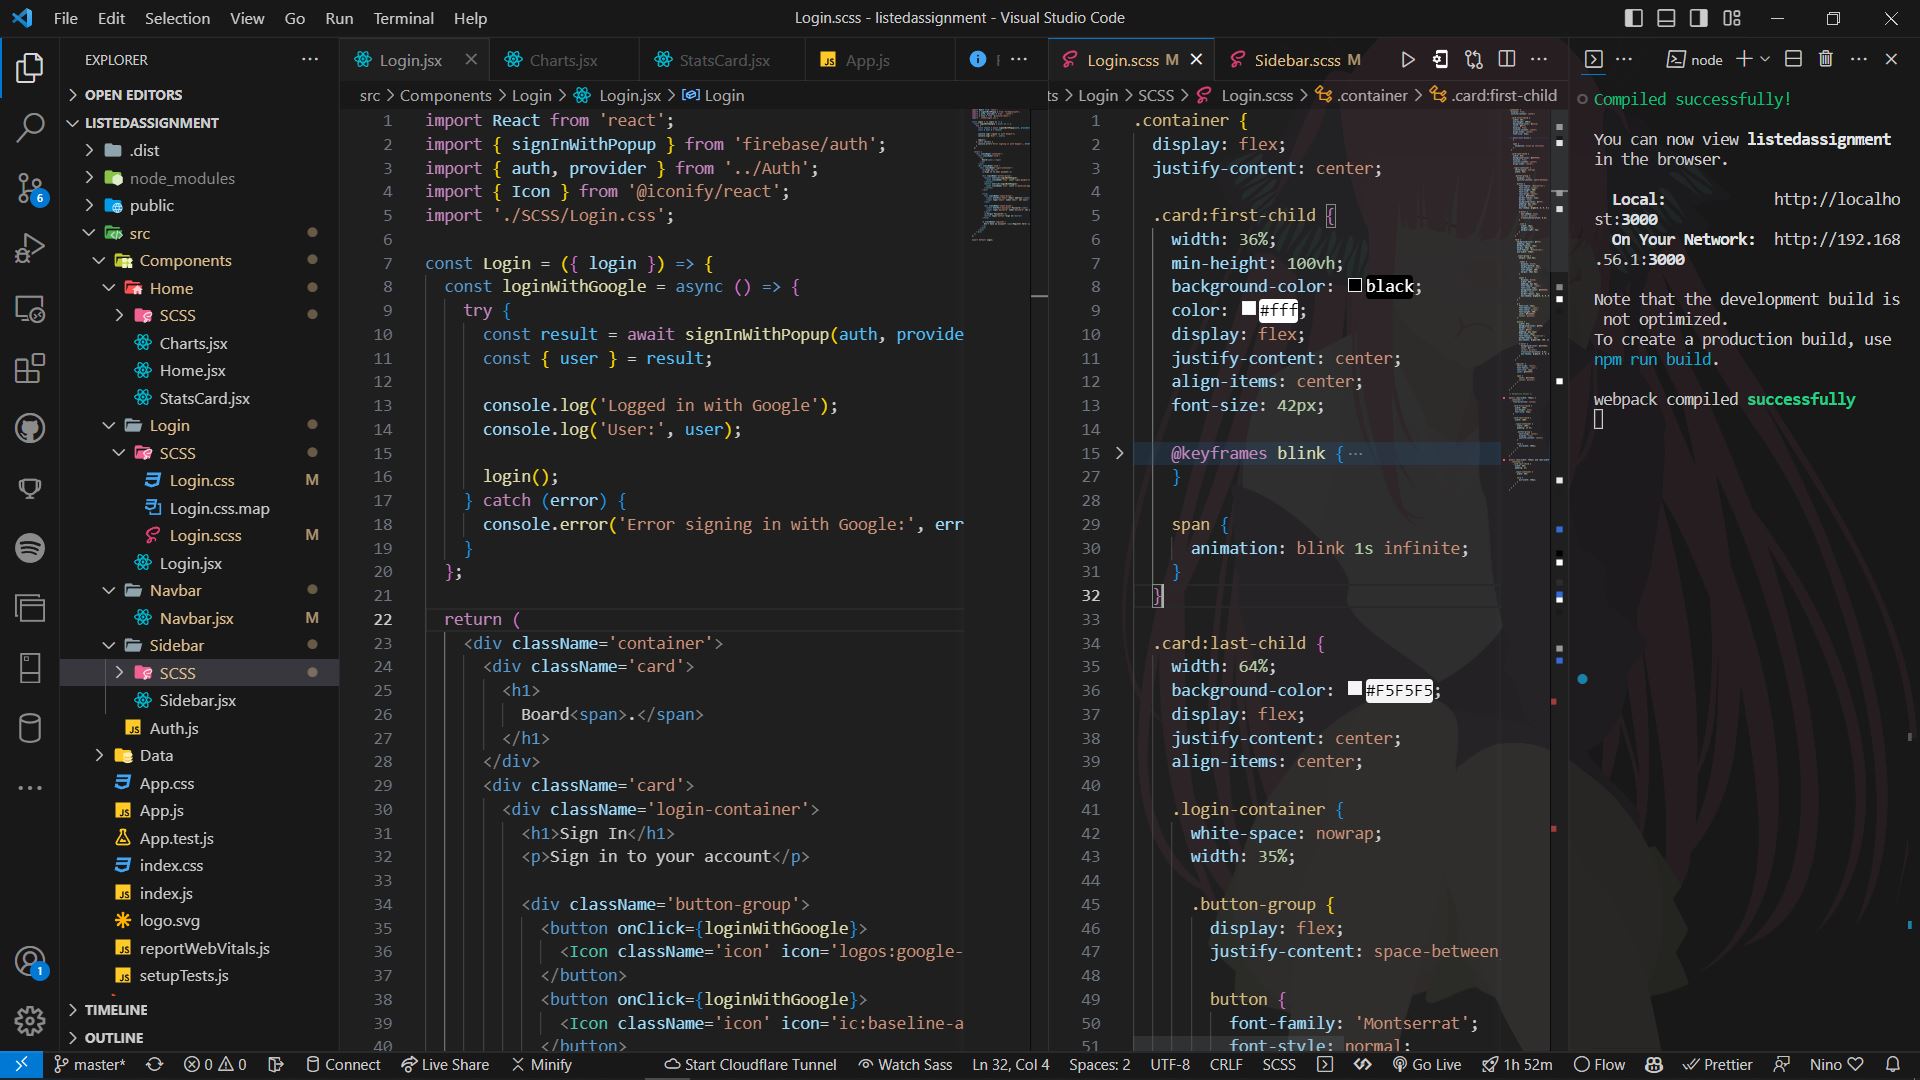 File Edit Selection View Go Run Terminal Help
Login.scss - listedassignment - Visual Studio Code
EXPLORER
OPEN EDITORS
LISTEDASSIGNMENT
.dist
node_modules
public
src
Components
Home
SCSS
Charts.jsx
Home.jsx
StatsCard.jsx
Login
SCSS
Login.css M
Login.css.map
Login.scss M
Login.jsx
Navbar
Navbar.jsx M
Sidebar
SCSS
Sidebar.jsx
Auth.js
Data
App.css
App.js
App.test.js
index.css
index.js
logo.svg
reportWebVitals.js
setupTests.js
TIMELINE
OUTLINE
6
1
Login.jsx Charts.jsx StatsCard.jsx App.js
src > Components > Login > Login.jsx > Login
1 import React from 'react';
2 import { signInWithPopup } from 'firebase/auth';
3 import { auth, provider } from '../Auth';
4 import { Icon } from '@iconify/react';
5 import './SCSS/Login.css';
6
7 const Login = ({ login }) => {
8 const loginWithGoogle = async () => {
9 try {
10 const result = await signInWithPopup(auth, provide
11 const { user } = result;
12
13 console.log('Logged in with Google');
14 console.log('User:', user);
15
16 login();
17 } catch (error) {
18 console.error('Error signing in with Google:', err
19 }
20 };
21
22 return (
23 <div className='container'>
24 <div className='card'>
25 <h1>
26 Board<span>.</span>
27 </h1>
28 </div>
29 <div className='card'>
30 <div className='login-container'>
31 <h1>Sign In</h1>
32 <p>Sign in to your account</p>
33
34 <div className='button-group'>
35 <button onClick={loginWithGoogle}>
36 <Icon className='icon' icon='logos:google-
37 </button>
38 <button onClick={loginWithGoogle}>
39 <Icon className='icon' icon='ic:baseline-a
40 </button>
Login.scss M Sidebar.scss M
ts > Login > SCSS > Login.scss > .container > .card:first-child
1 .container {
2 display: flex;
3 justify-content: center;
4
5 .card:first-child {
6 width: 36%;
7 min-height: 100vh;
8 background-color: black;
9 color: #fff;
10 display: flex;
11 justify-content: center;
12 align-items: center;
13 font-size: 42px;
14
15 @keyframes blink {···
27 }
28
29 span {
30 animation: blink 1s infinite;
31 }
32 }
33
34 .card:last-child {
35 width: 64%;
36 background-color: #F5F5F5;
37 display: flex;
38 justify-content: center;
39 align-items: center;
40
41 .login-container {
42 white-space: nowrap;
43 width: 35%;
44
45 .button-group {
46 display: flex;
47 justify-content: space-between
48
49 button {
50 font-family: 'Montserrat';
51 font-style: normal;
node
Compiled successfully!
You can now view listedassignment
in the browser.
Local: http://localho
st:3000
On Your Network: http://192.168
.56.1:3000
Note that the development build is
not optimized.
To create a production build, use
npm run build.
webpack compiled successfully
master* 0 0 Connect Live Share Minify Start Cloudflare Tunnel Watch Sass Ln 32, Col 4 Spaces: 2 UTF-8 CRLF SCSS Go Live 1h 52m Flow Prettier Nino